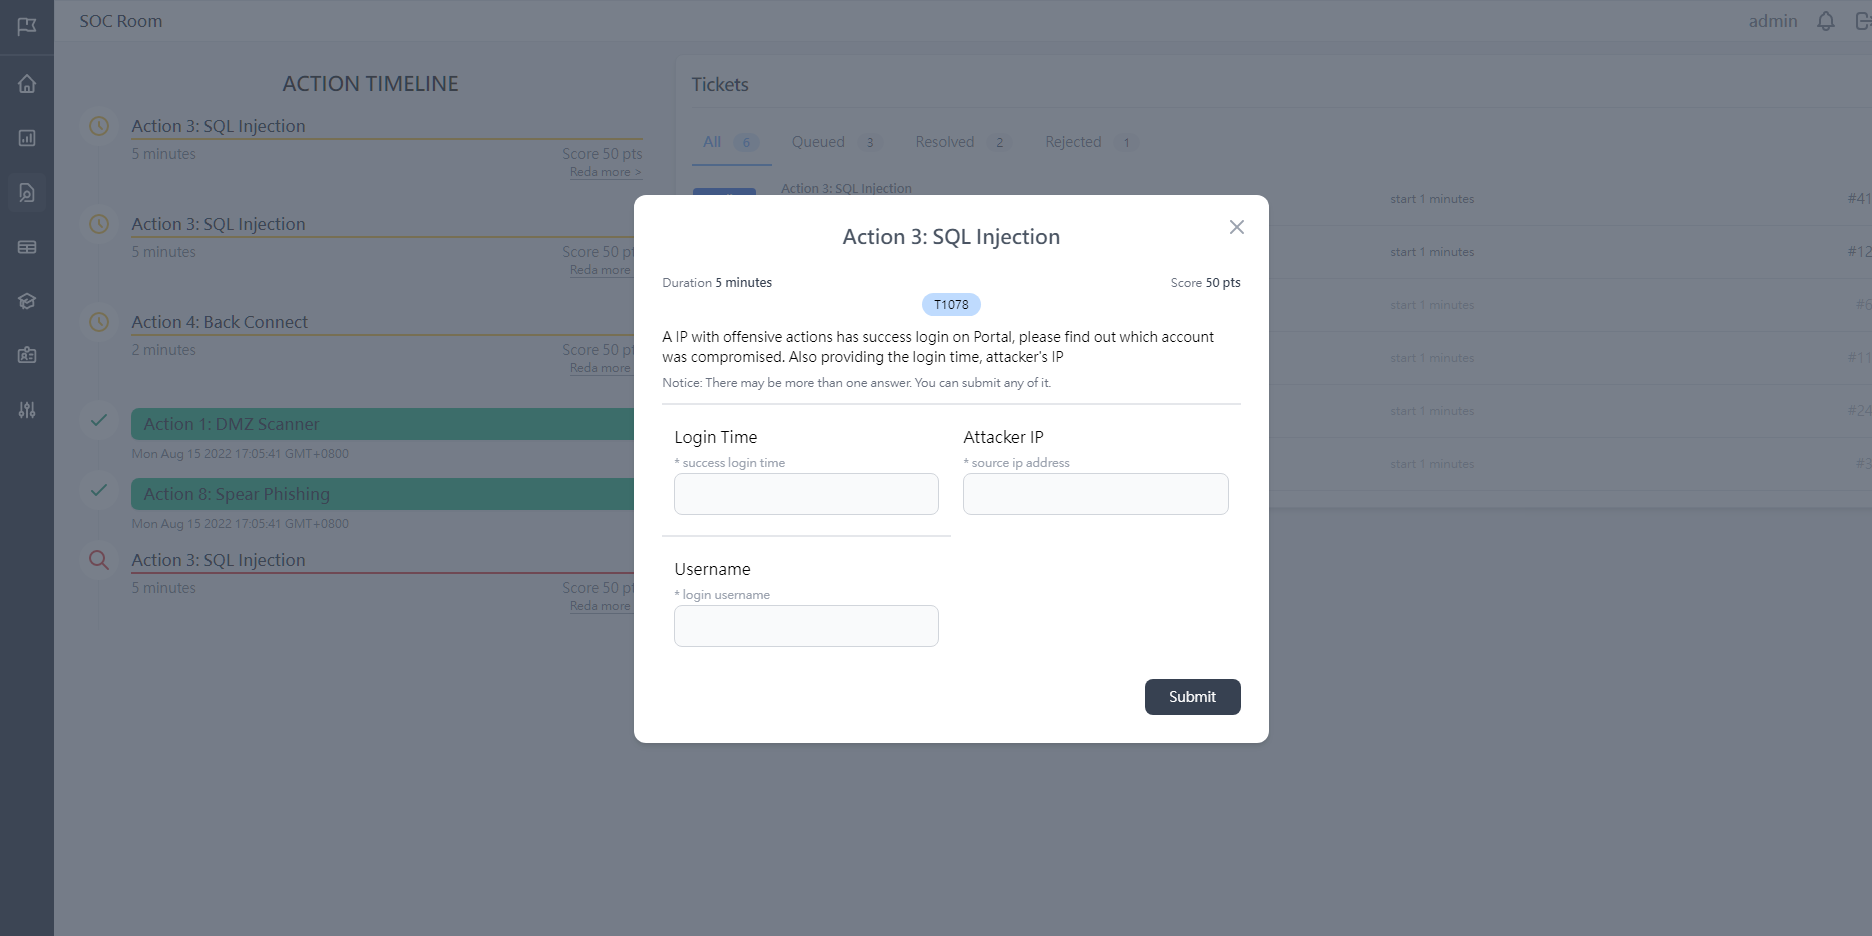 SOC Room
admin
ACTION TIMELINE
Action 3: SQL Injection
5 minutes
Score 50 pts
Reda more >
Action 3: SQL Injection
5 minutes
Score 50 pt
Reda more
Action 4: Back Connect
2 minutes
Score 50 pt
Reda more
Action 1: DMZ Scanner
Mon Aug 15 2022 17:05:41 GMT+0800
Action 8: Spear Phishing
Mon Aug 15 2022 17:05:41 GMT+0800
Action 3: SQL Injection
5 minutes
Score 50 pt
Reda more
Tickets
All 6
Queued 3
Resolved 2
Rejected 1
Action 3: SQL Injection
start 1 minutes
#41
start 1 minutes
#12
start 1 minutes
#6
start 1 minutes
#11
start 1 minutes
#24
start 1 minutes
#3
Action 3: SQL Injection
Duration 5 minutes
Score 50 pts
T1078
A IP with offensive actions has success login on Portal, please find out which account
was compromised. Also providing the login time, attacker's IP
Notice: There may be more than one answer. You can submit any of it.
Login Time
* success login time
Attacker IP
* source ip address
Username
* login username
Submit